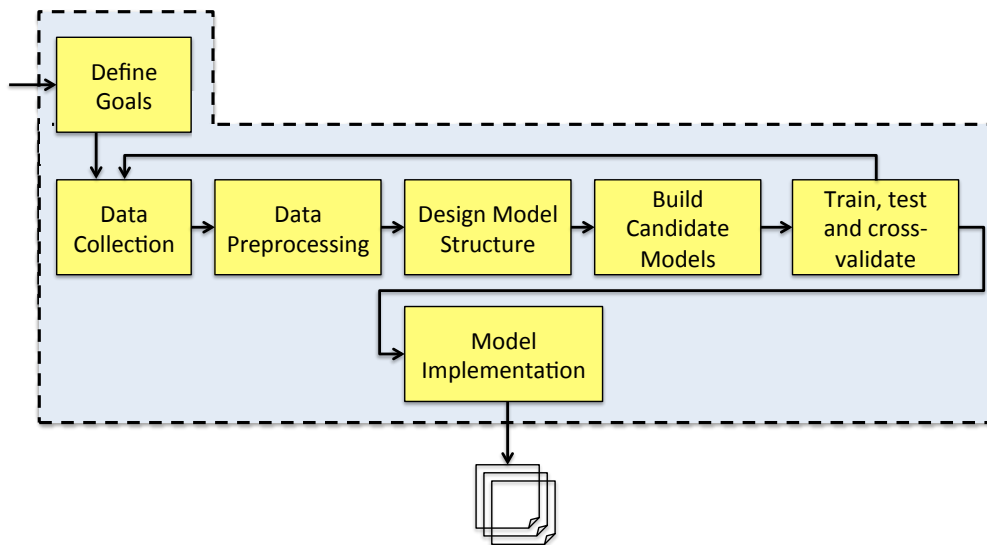 Define
Goals
Data
Collection
Data
Preprocessing
Design Model
Structure
Build
Candidate
Models
Train, test
and cross-
validate
Model
Implementation